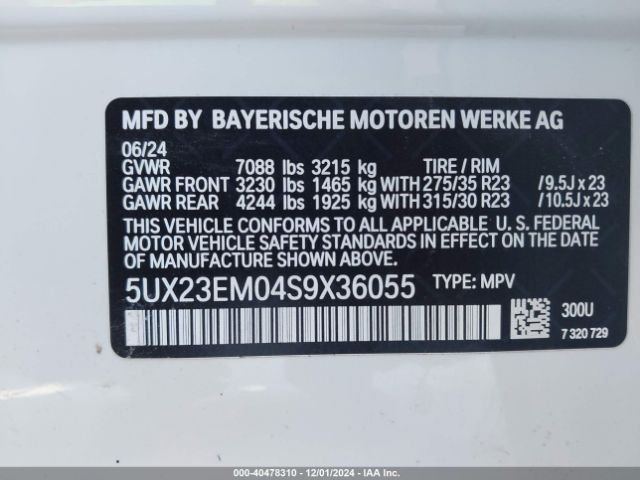 MFD BY BAYERISCHE MOTOREN WERKE AG
06/24
GVWR 7088 lbs 3215 kg TIRE / RIM
GAWR FRONT 3230 lbs 1465 kg WITH 275/35 R23 / 9.5J x 23
GAWR REAR 4244 lbs 1925 kg WITH 315/30 R23 / 10.5J x 23
THIS VEHICLE CONFORMS TO ALL APPLICABLE U. S. FEDERAL
MOTOR VEHICLE SAFETY STANDARDS IN EFFECT ON THE DATE
OF MANUFACTURE SHOWN ABOVE.
5UX23EM04S9X36055 TYPE: MPV
300U
7 320 729
000-40478310 - 12/01/2024 - IAA, Inc.